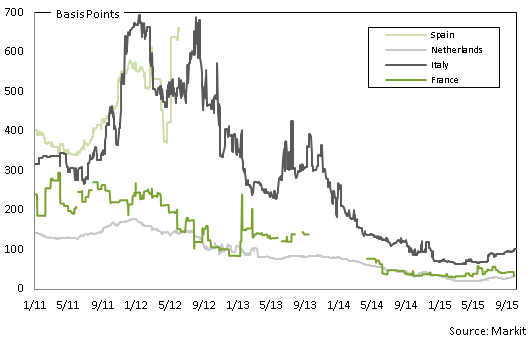 700
Basis Points
600
500
400
300
200
100
0
Spain
Netherlands
Italy
France
1/11 5/11 9/11 1/12 5/12 9/12 1/13 5/13 9/13 1/14 5/14 9/14 1/15 5/15 9/15
Source: Markit